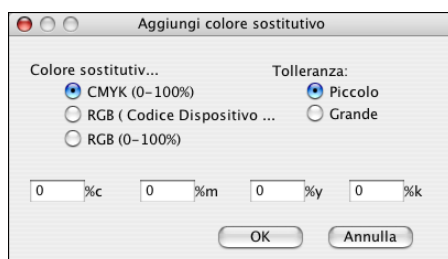 Aggiungi colore sostitutivo
Colore sostitutiv... Tolleranza:
CMYK (0-100%) Piccolo
RGB ( Codice Dispositivo ... Grande
RGB (0-100%)
0 %c 0 %m 0 %y 0 %k
OK Annulla